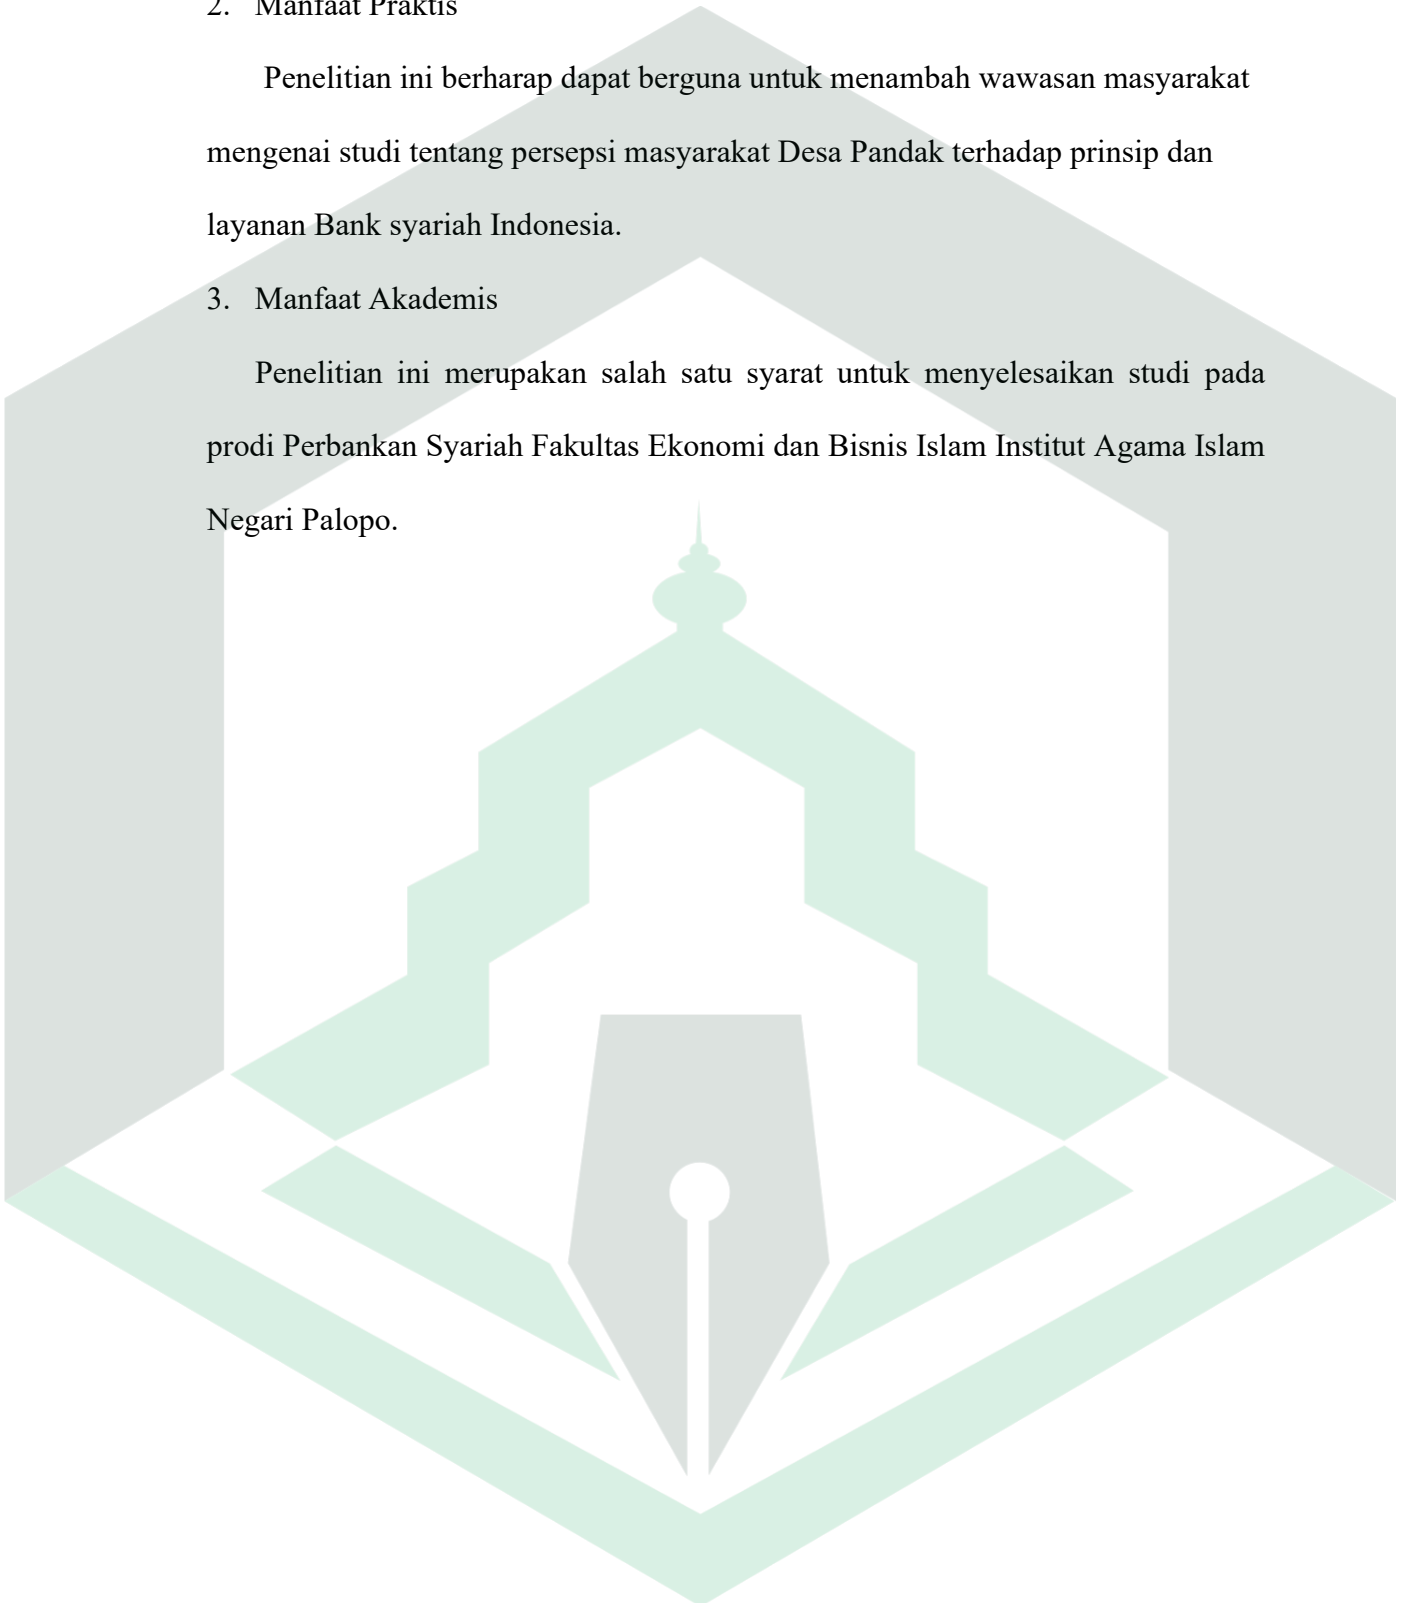 2. Manfaat Praktis
Penelitian ini berharap dapat berguna untuk menambah wawasan masyarakat
mengenai studi tentang persepsi masyarakat Desa Pandak terhadap prinsip dan
layanan Bank syariah Indonesia.
3. Manfaat Akademis
Penelitian ini merupakan salah satu syarat untuk menyelesaikan studi pada
prodi Perbankan Syariah Fakultas Ekonomi dan Bisnis Islam Institut Agama Islam
Negari Palopo.